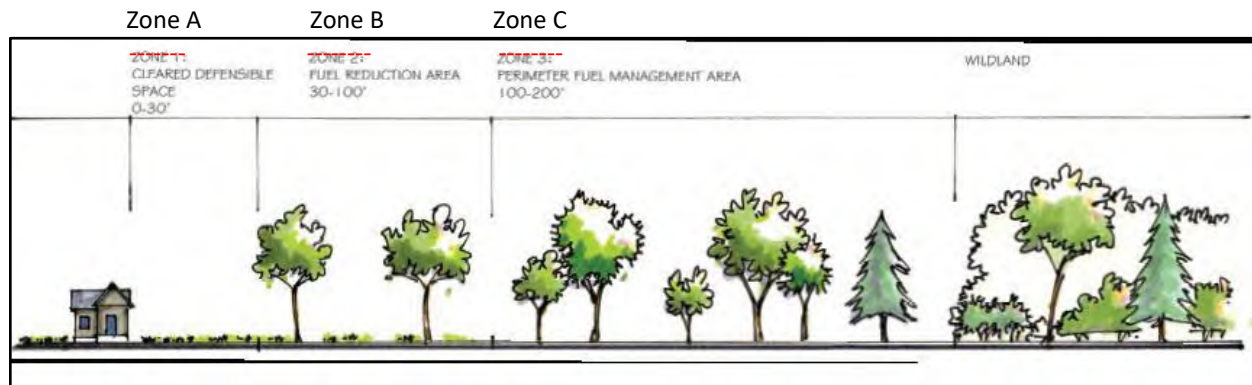 Zone A Zone B Zone C
ZONE 1: ZONE 2: ZONE 3: WILDLAND
CLEARED DEFENSIBLE FUEL REDUCTION AREA PERIMETER FUEL MANAGEMENT AREA
SPACE 30-100' 100-200'
0-30'